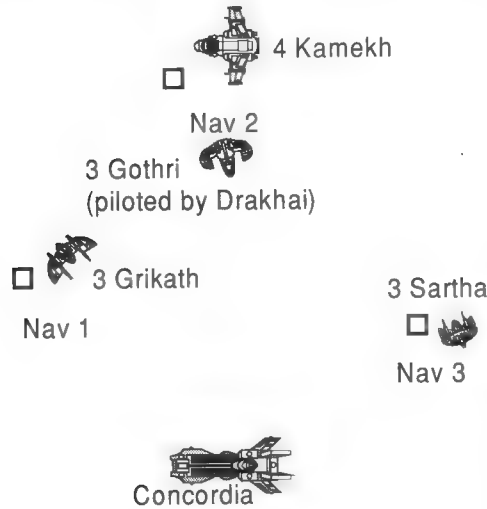 4 Kamekh
Nav 2
3 Gothri
(piloted by Drakhai)
3 Grikath
Nav 1
3 Sartha
Nav 3
Concordia